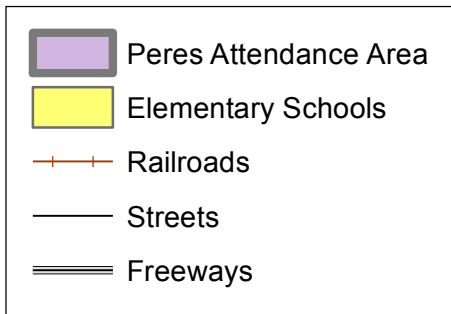 Peres Attendance Area
Elementary Schools
Railroads
Streets
Freeways